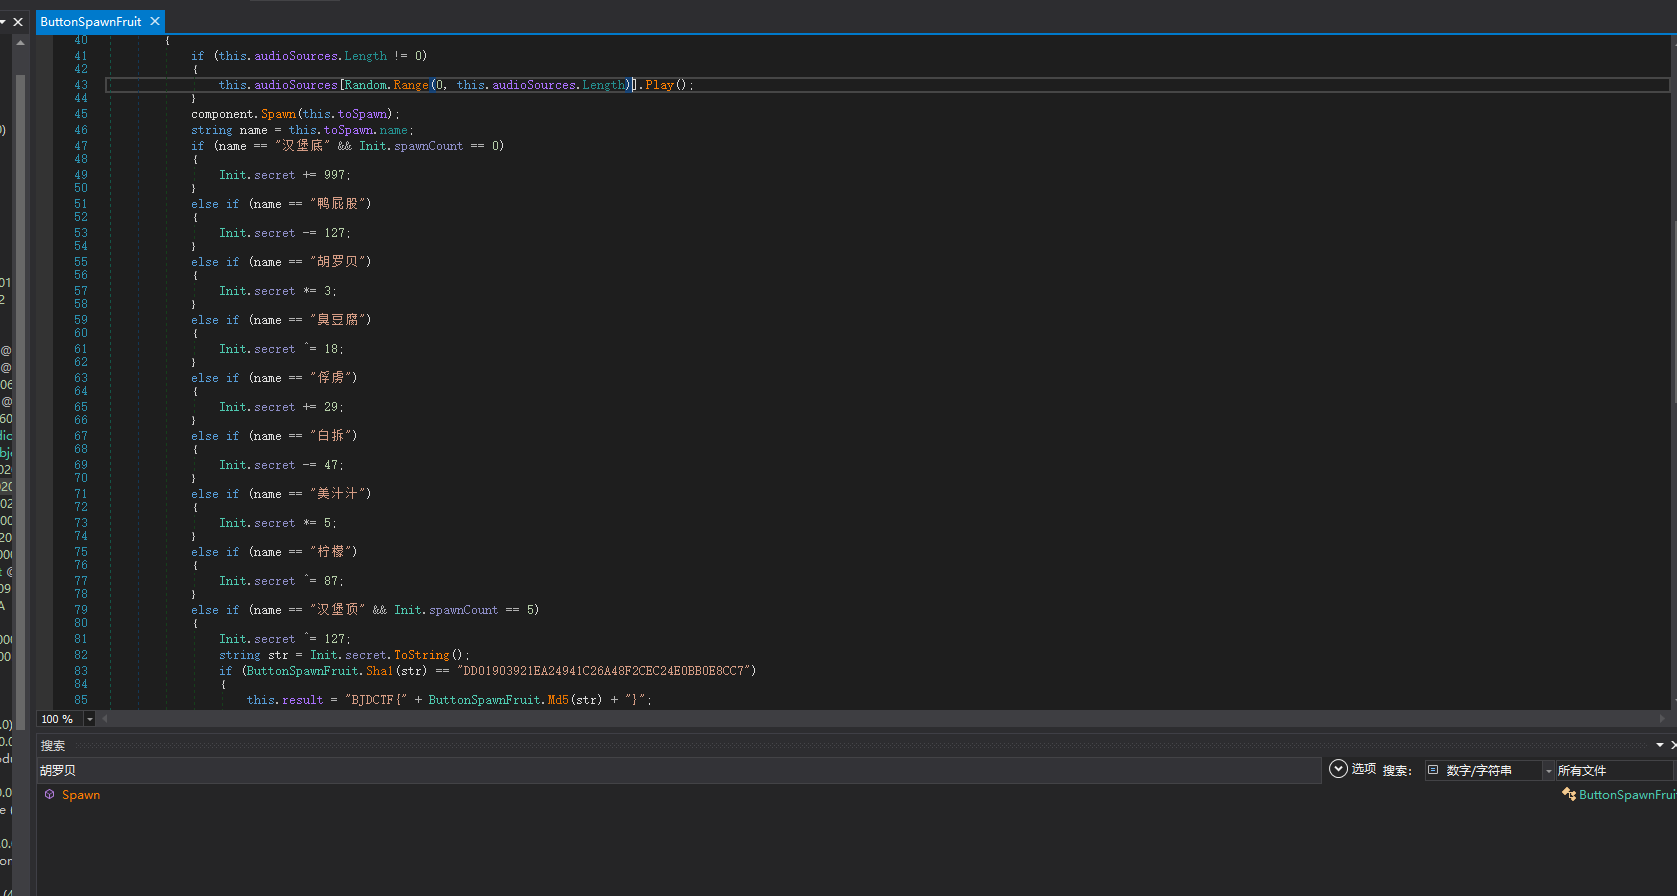 ButtonSpawnFruit
40 {
41 if (this.audioSources.Length != 0)
42 {
43 this.audioSources[Random.Range(0, this.audioSources.Length)].Play();
44 }
45 component.Spawn(this.toSpawn);
46 string name = this.toSpawn.name;
47 if (name == "汉堡底" && Init.spawnCount == 0)
48 {
49 Init.secret += 997;
50 }
51 else if (name == "鸭屁股")
52 {
53 Init.secret -= 127;
54 }
55 else if (name == "胡罗贝")
56 {
57 Init.secret *= 3;
58 }
59 else if (name == "臭豆腐")
60 {
61 Init.secret ^= 18;
62 }
63 else if (name == "俘虏")
64 {
65 Init.secret += 29;
66 }
67 else if (name == "白拆")
68 {
69 Init.secret -= 47;
70 }
71 else if (name == "美汁汁")
72 {
73 Init.secret *= 5;
74 }
75 else if (name == "柠檬")
76 {
77 Init.secret ^= 87;
78 }
79 else if (name == "汉堡顶" && Init.spawnCount == 5)
80 {
81 Init.secret ^= 127;
82 string str = Init.secret.ToString();
83 if (ButtonSpawnFruit.Sha1(str) == "DD01903921EA24941C26A48F2CEC24E0BB0E8CC7")
84 {
85 this.result = "BJDCTF{" + ButtonSpawnFruit.Md5(str) + "}";
100 %
搜索
胡罗贝
选项 搜索: 数字/字符串 所有文件
Spawn
ButtonSpawnFrui